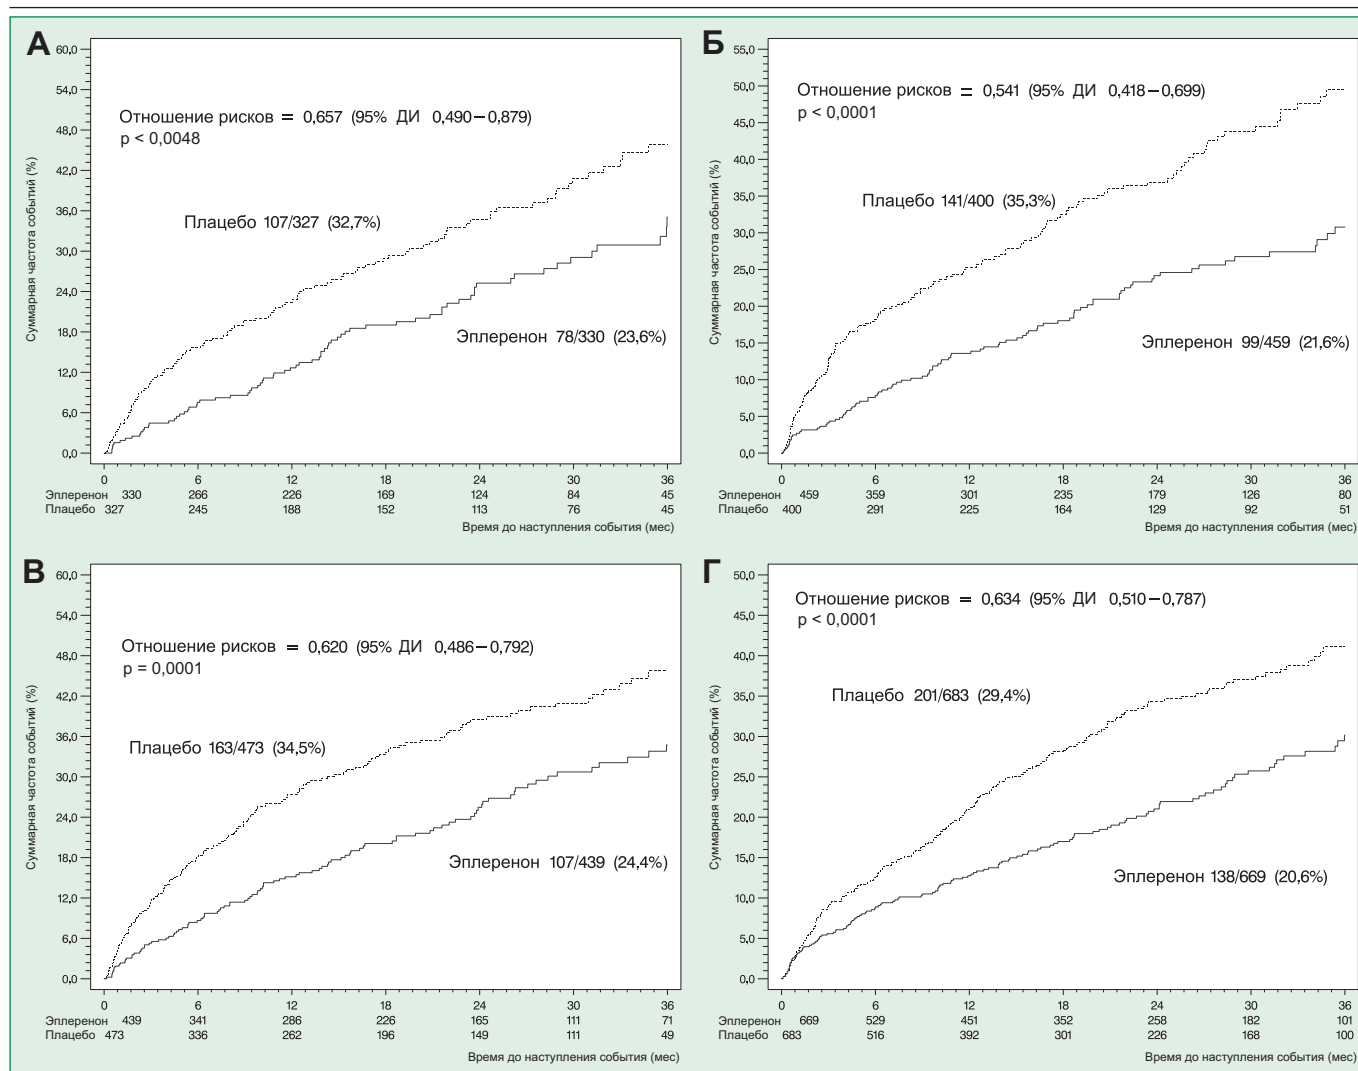 А
60,0
54,0
48,0
42,0
36,0
30,0
24,0
18,0
12,0
6,0
0,0
Суммарная частота событий (%)
Отношение рисков = 0,657 (95% ДИ 0,490–0,879)
p < 0,0048
Плацебо 107/327 (32,7%)
Эплеренон 78/330 (23,6%)
0 6 12 18 24 30 36
Эплеренон 330 266 226 169 124 84 45
Плацебо 327 245 188 152 113 76 45
Время до наступления события (мес)
Б
55,0
50,0
45,0
40,0
35,0
30,0
25,0
20,0
15,0
10,0
5,0
0,0
Суммарная частота событий (%)
Отношение рисков = 0,541 (95% ДИ 0,418–0,699)
p < 0,0001
Плацебо 141/400 (35,3%)
Эплеренон 99/459 (21,6%)
0 6 12 18 24 30 36
Эплеренон 459 359 301 235 179 126 80
Плацебо 400 291 225 164 129 92 51
Время до наступления события (мес)
В
60,0
54,0
48,0
42,0
36,0
30,0
24,0
18,0
12,0
6,0
0,0
Суммарная частота событий (%)
Отношение рисков = 0,620 (95% ДИ 0,486–0,792)
p = 0,0001
Плацебо 163/473 (34,5%)
Эплеренон 107/439 (24,4%)
0 6 12 18 24 30 36
Эплеренон 439 341 286 226 165 111 71
Плацебо 473 336 262 196 149 111 49
Время до наступления события (мес)
Г
50,0
45,0
40,0
35,0
30,0
25,0
20,0
15,0
10,0
5,0
0,0
Суммарная частота событий (%)
Отношение рисков = 0,634 (95% ДИ 0,510–0,787)
p < 0,0001
Плацебо 201/683 (29,4%)
Эплеренон 138/669 (20,6%)
0 6 12 18 24 30 36
Эплеренон 669 529 451 352 258 182 101
Плацебо 683 516 392 301 226 168 100
Время до наступления события (мес)